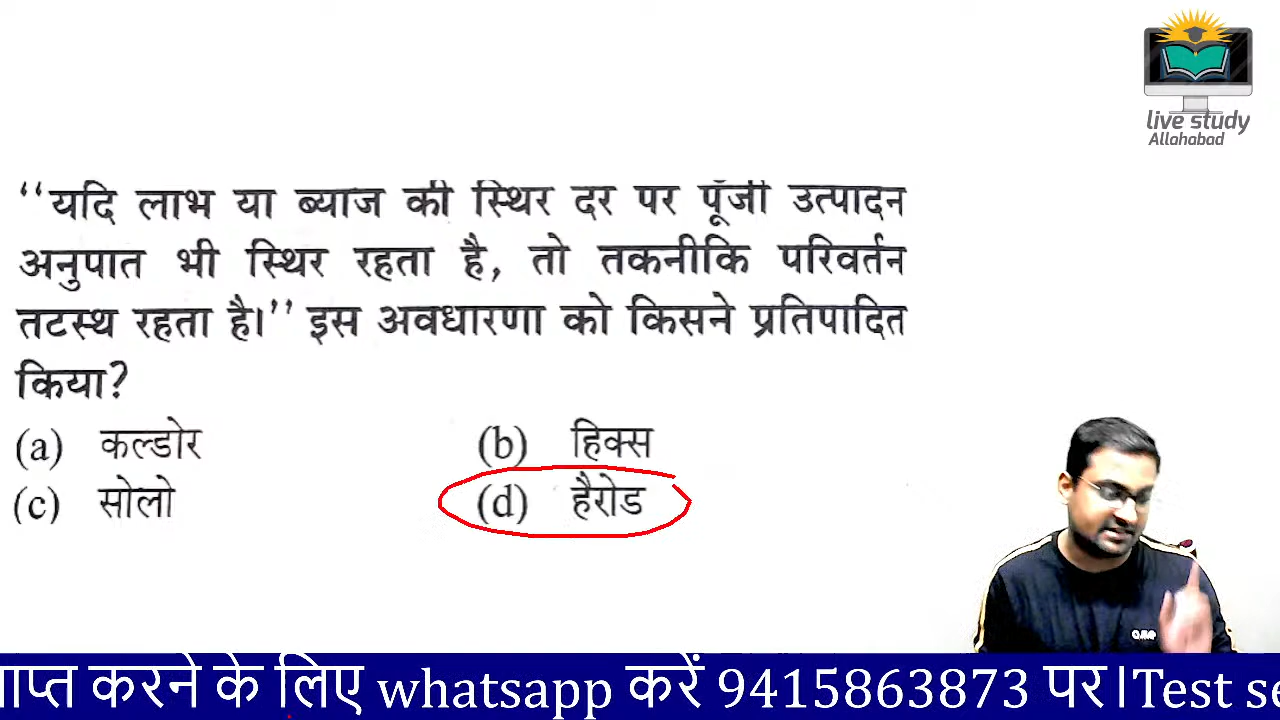 live study
Allahabad
‘‘यदि लाभ या ब्याज की स्थिर दर पर पूँजी उत्पादन
अनुपात भी स्थिर रहता है, तो तकनीकि परिवर्तन
तटस्थ रहता है।’’ इस अवधारणा को किसने प्रतिपादित
किया?
(a) कल्डोर (b) हिक्स
(c) सोलो (d) हैरोड
करने के लिए whatsapp करें 9415863873 पर।Test